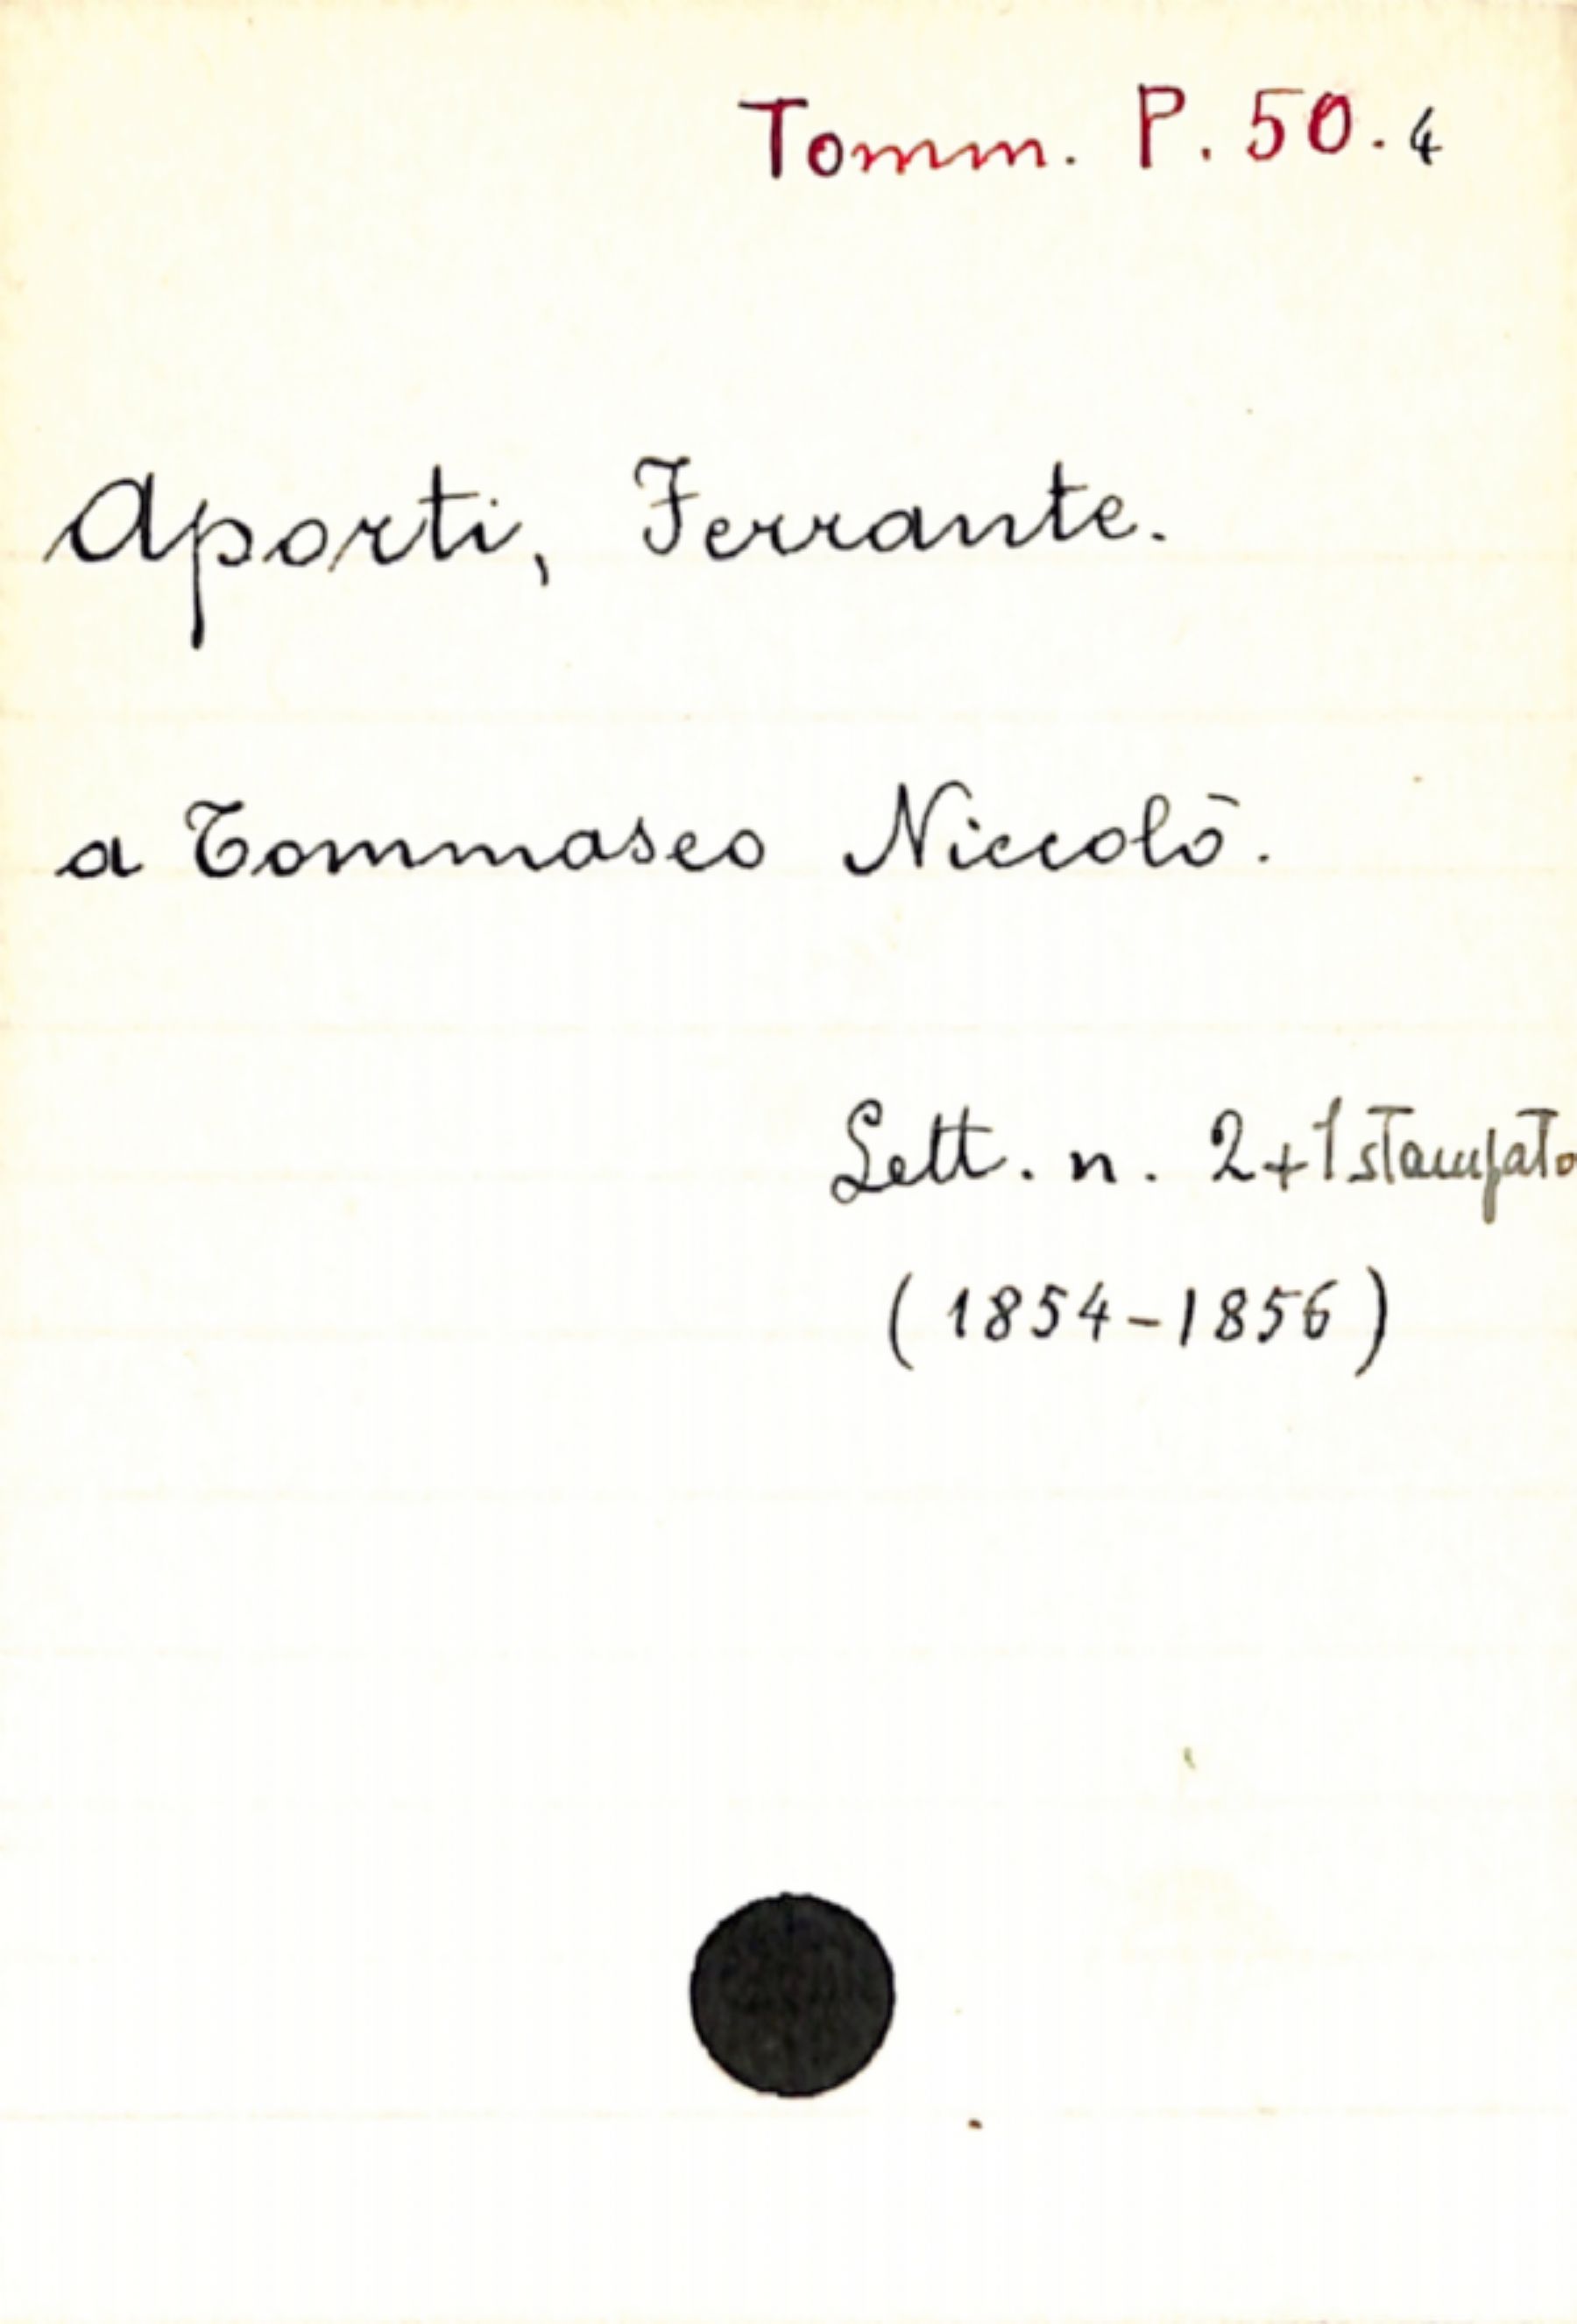 Tomm. P. 50. 4
Aporti, Ferrante.
a Tommaseo Niccolò.
Lett. n. 2+1 stampato
(1854-1856)